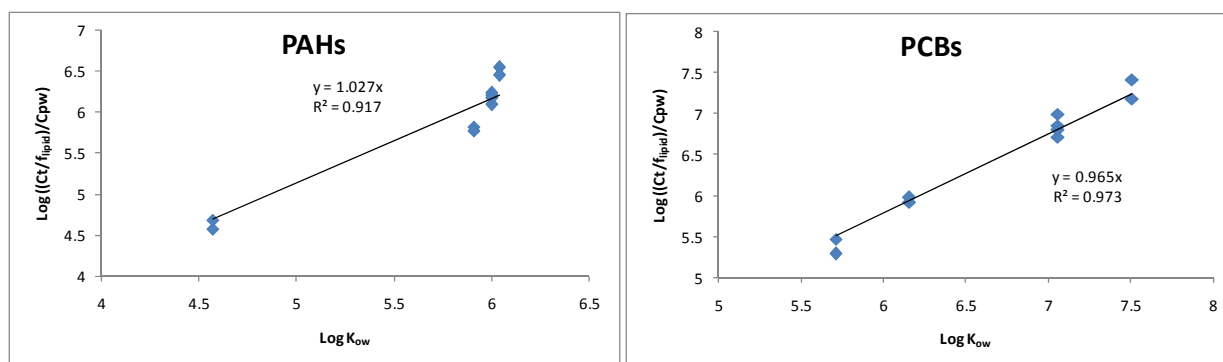 PAHs
y = 1.027x
R² = 0.917
Log ((Ct/flipid)/Cpw)
7
6.5
6
5.5
5
4.5
4
4 4.5 5 5.5 6 6.5
Log Kow
PCBs
y = 0.965x
R² = 0.973
Log ((Ct/flipid)/Cpw)
8
7.5
7
6.5
6
5.5
5
5 5.5 6 6.5 7 7.5 8
Log Kow